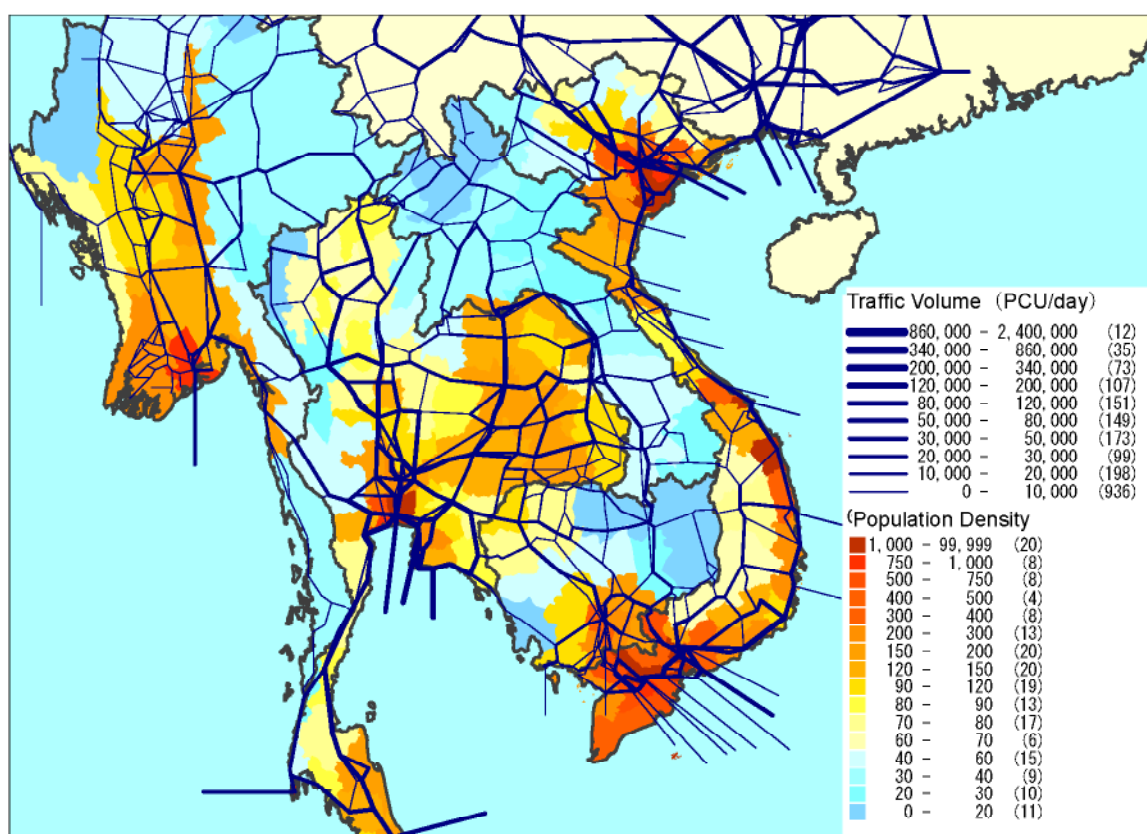 Traffic Volume (PCU/day)
860,000 - 2,400,000 (12)
340,000 - 860,000 (35)
200,000 - 340,000 (73)
120,000 - 200,000 (107)
80,000 - 120,000 (151)
50,000 - 80,000 (149)
30,000 - 50,000 (173)
20,000 - 30,000 (99)
10,000 - 20,000 (198)
0 - 10,000 (936)
(Population Density
1,000 - 99,999 (20)
750 - 1,000 (8)
500 - 750 (8)
400 - 500 (4)
300 - 400 (8)
200 - 300 (13)
150 - 200 (20)
120 - 150 (20)
90 - 120 (19)
80 - 90 (13)
70 - 80 (17)
60 - 70 (6)
40 - 60 (15)
30 - 40 (9)
20 - 30 (10)
0 - 20 (11)